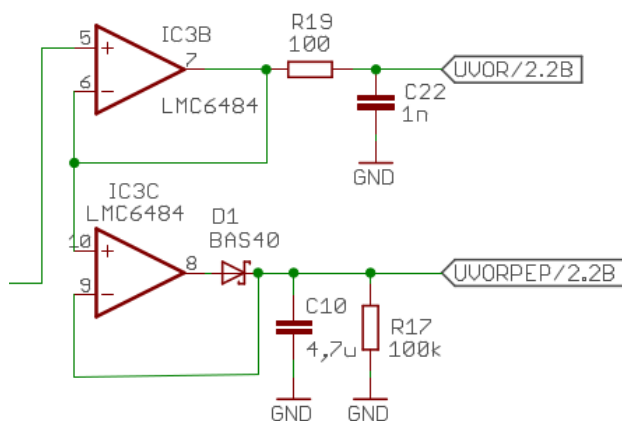 IC3B
5
+
7
6
-
LMC6484
R19
100
UVOR/2.2B
C22
1n
GND
IC3C
LMC6484
10
+
8
9
-
D1
BAS40
UVORPEP/2.2B
C10
4,7u
R17
100k
GND
GND